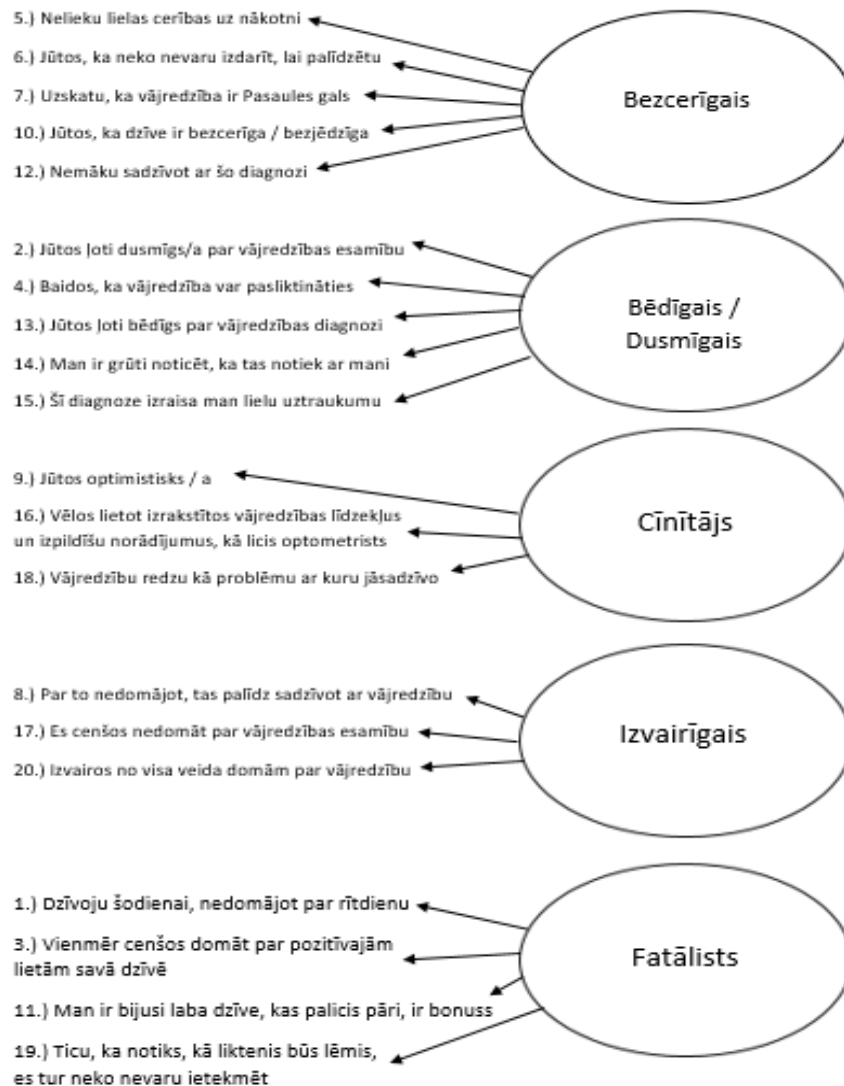 5.) Nelieku lielas cerības uz nākotni
6.) Jūtos, ka neko nevaru izdarīt, lai palīdzētu
7.) Uzskatu, ka vājredzība ir Pasaules gals
10.) Jūtos, ka dzīve ir bezcerīga / bezjēdzīga
12.) Nemāku sadzīvot ar šo diagnozi
Bezcerīgais
2.) Jūtos ļoti dusmīgs/a par vājredzības esamību
4.) Baidos, ka vājredzība var pasliktināties
13.) Jūtos ļoti bēdīgs par vājredzības diagnozi
14.) Man ir grūti noticēt, ka tas notiek ar mani
15.) Šī diagnoze izraisa man lielu uztraukumu
Bēdīgais /
Dusmīgais
9.) Jūtos optimistisks / a
16.) Vēlos lietot izrakstītos vājredzības līdzekļus
un izpildīšu norādījumus, kā licis optometrists
18.) Vājredzību redzu kā problēmu ar kuru jāsadzīvo
Cīnītājs
8.) Par to nedomājot, tas palīdz sadzīvot ar vājredzību
17.) Es cenšos nedomāt par vājredzības esamību
20.) Izvairos no visa veida domām par vājredzību
Izvairīgais
1.) Dzīvoju šodienai, nedomājot par rītdienu
3.) Vienmēr cenšos domāt par pozitīvajām
lietām savā dzīvē
11.) Man ir bijusi laba dzīve, kas palicis pāri, ir bonuss
19.) Ticu, ka notiks, kā liktenis būs lēmis,
es tur neko nevaru ietekmēt
Fatālists